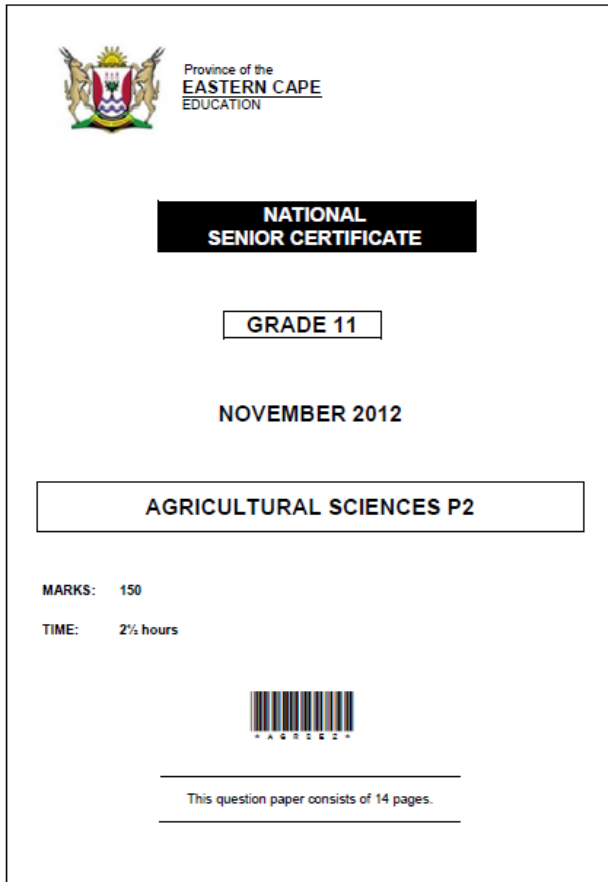 Province of the
EASTERN CAPE
EDUCATION
NATIONAL
SENIOR CERTIFICATE
GRADE 11
NOVEMBER 2012
AGRICULTURAL SCIENCES P2
MARKS: 150
TIME: 2½ hours
*AGRSE2*
This question paper consists of 14 pages.